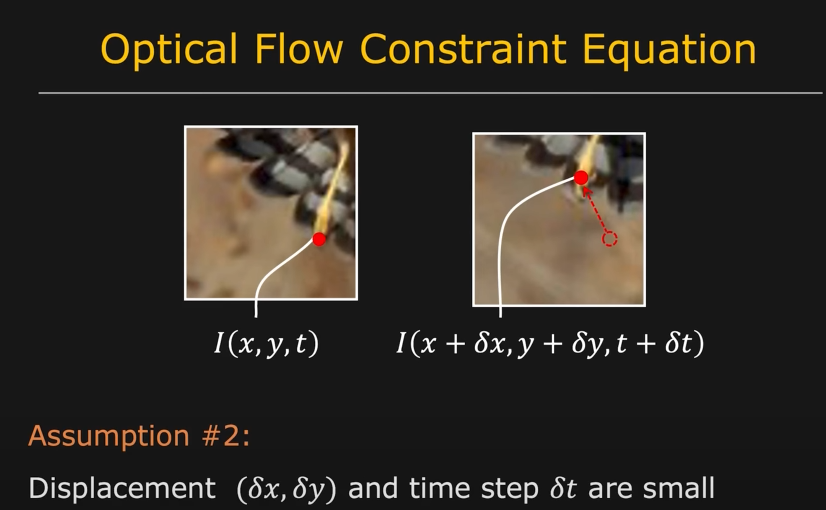 Optical Flow Constraint Equation
I(x, y, t)
I(x + δx, y + δy, t + δt)
Assumption #2:
Displacement (δx, δy) and time step δt are small